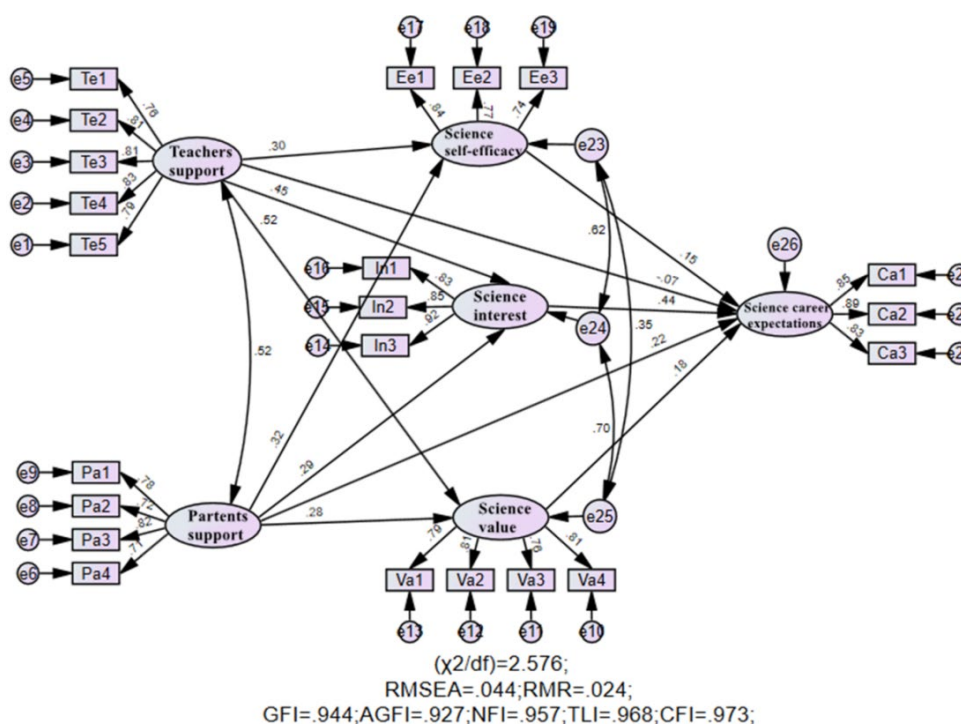 e17 e18 e19
e5 Te1 Ee1 Ee2 Ee3
.76 .84 .77 .74
e4 Te2 .81
e3 Te3 .81
e2 Te4 .83
e1 Te5 .79
Teachers
support
.30
Science
self-efficacy
e23
.45
.52
.62
.15
e26
-.07
e16 In1 .83
e15 In2 .85
e14 In3 .92
Science
interest
.44
e24
.35
Science career
expectations
.85 Ca1 e2
.89 Ca2 e2
.83 Ca3 e2
.52
.22
.18
.32
.29
.70
e9 Pa1 .78
e8 Pa2 .72
e7 Pa3 .82
e6 Pa4 .71
Partents
support
.28
Science
value
e25
.79 .81 .76 .81
Va1 Va2 Va3 Va4
e13 e12 e11 e10
(χ2/df)=2.576;
RMSEA=.044;RMR=.024;
GFI=.944;AGFI=.927;NFI=.957;TLI=.968;CFI=.973;